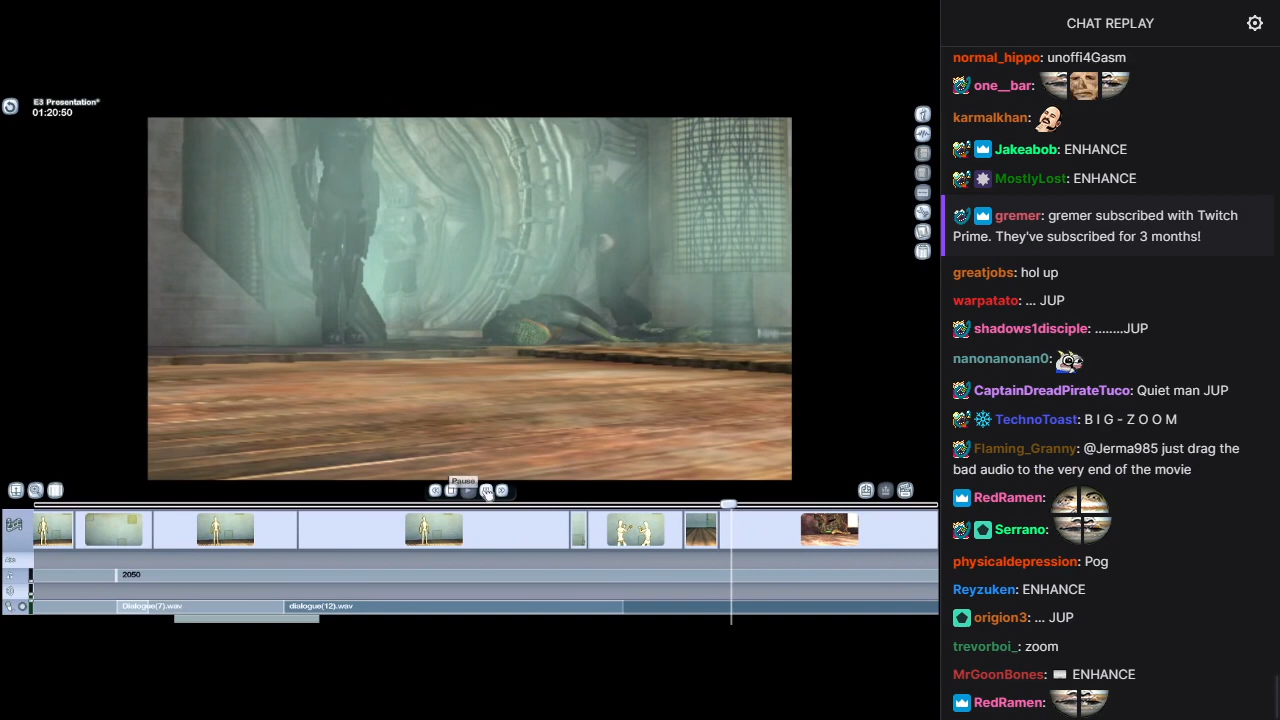 E3 Presentation*
01:20:50
Pause
2050
Dialogue(7).wav
dialogue(12).wav
CHAT REPLAY
normal_hippo: unoffi4Gasm
one__bar:
karmalkhan:
Jakeabob: ENHANCE
MostlyLost: ENHANCE
gremer: gremer subscribed with Twitch
Prime. They've subscribed for 3 months!
greatjobs: hol up
warpatato: ... JUP
shadows1disciple: ........JUP
nanonanonan0:
CaptainDreadPirateTuco: Quiet man JUP
TechnoToast: B I G - Z O O M
Flaming_Granny: @Jerma985 just drag the
bad audio to the very end of the movie
RedRamen:
Serrano:
physicaldepression: Pog
Reyzuken: ENHANCE
origion3: ... JUP
trevorboi_: zoom
MrGoonBones: ENHANCE
RedRamen: